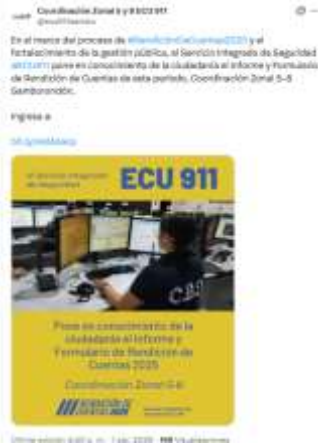 Coordinación Zonal 5 y 8 ECU 911
En el marco del proceso de #RendiciónDeCuentas2025 y el
fortalecimiento de la gestión pública, el Servicio Integrado de Seguridad
pone en conocimiento de la ciudadanía el Informe y Formulario
de Rendición de Cuentas de este periodo, Coordinación Zonal 5-8
Samborondón.
Ingresa a
ECU 911
Pone en conocimiento de la
ciudadanía el Informe y
Formulario de Rendición de
Cuentas 2025
Coordinación Zonal 5-8
RENDICIÓN DE
CUENTAS